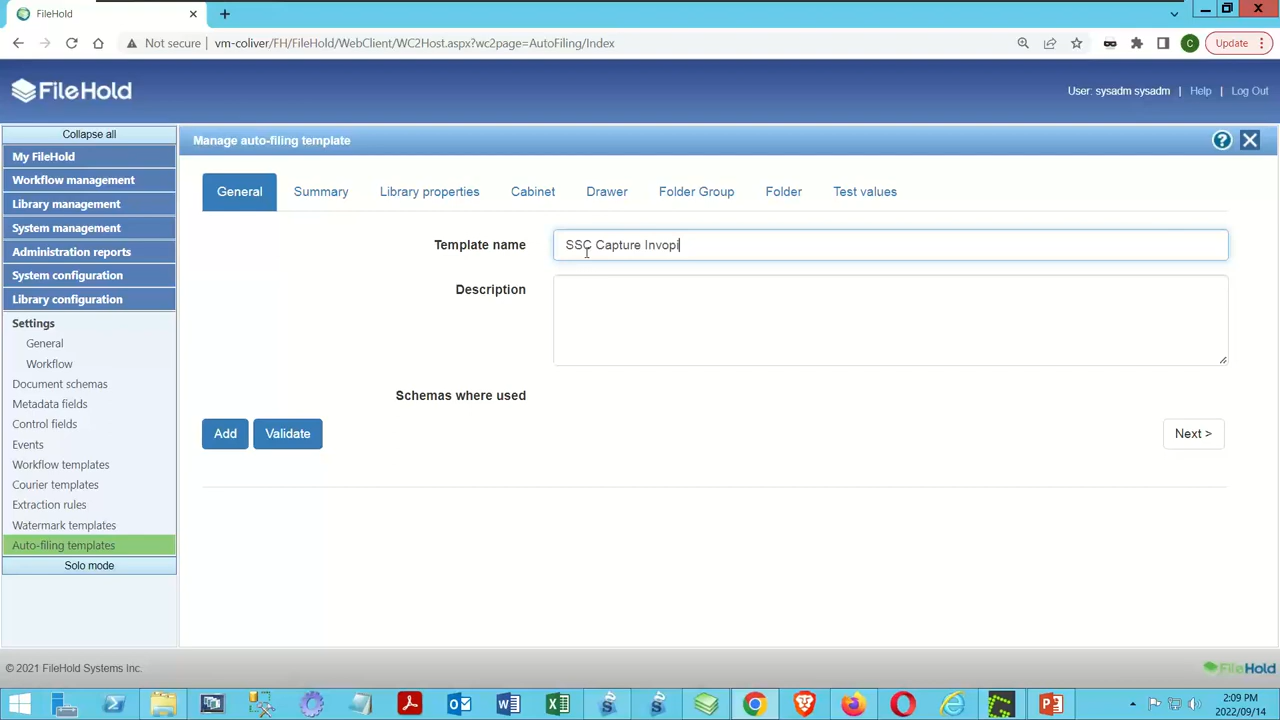 FileHold
Not secure vm-coliver/FH/FileHold/WebClient/WC2Host.aspx?wc2page=AutoFiling/Index C Update
FileHold User: sysadm sysadm | Help | Log Out
Collapse all
My FileHold
Workflow management
Library management
System management
Administration reports
System configuration
Library configuration
Settings
General
Workflow
Document schemas
Metadata fields
Control fields
Events
Workflow templates
Courier templates
Extraction rules
Watermark templates
Auto-filing templates
Solo mode
Manage auto-filing template ?
General Summary Library properties Cabinet Drawer Folder Group Folder Test values
Template name SSC Capture Invopi
Description
Schemas where used
Add Validate Next >
© 2021 FileHold Systems Inc. FileHold
2:09 PM
2022/09/14